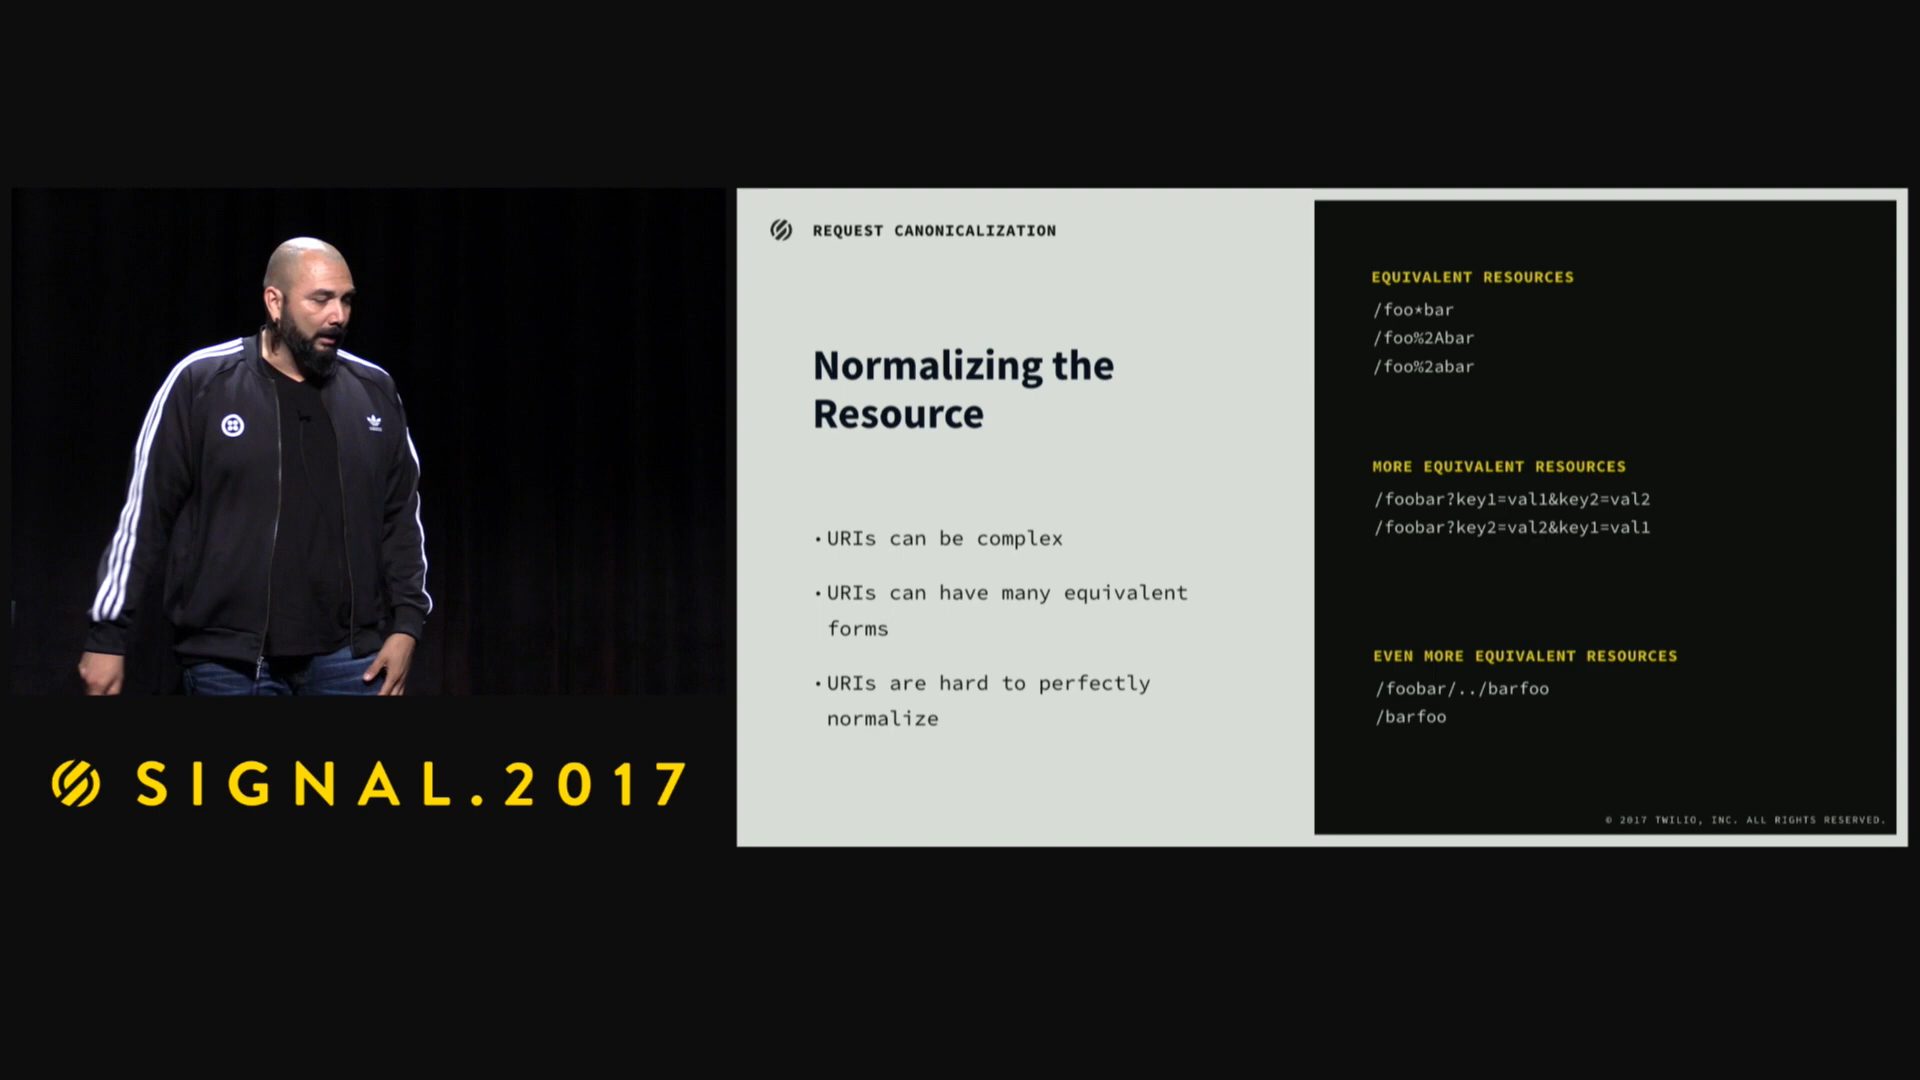 REQUEST CANONICALIZATION
Normalizing the
Resource
• URIs can be complex
• URIs can have many equivalent
forms
• URIs are hard to perfectly
normalize
EQUIVALENT RESOURCES
/foo*bar
/foo%2Abar
/foo%2abar
MORE EQUIVALENT RESOURCES
/foobar?key1=val1&key2=val2
/foobar?key2=val2&key1=val1
EVEN MORE EQUIVALENT RESOURCES
/foobar/../barfoo
/barfoo
© 2017 TWILIO, INC. ALL RIGHTS RESERVED.
SIGNAL.2017